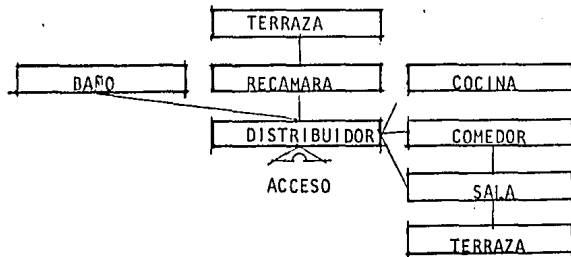 TERRAZA
BAÑO
RECAMARA
COCINA
DISTRIBUIDOR
COMEDOR
ACCESO
SALA
TERRAZA